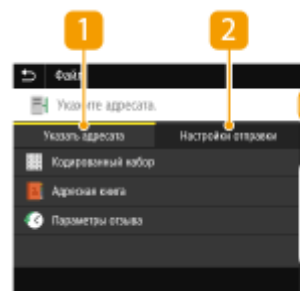 1 2
Файл
Укажите адресата.
Указать адресата Настройки отправки
Кодированный набор
Адресная книга
Параметры отзыва